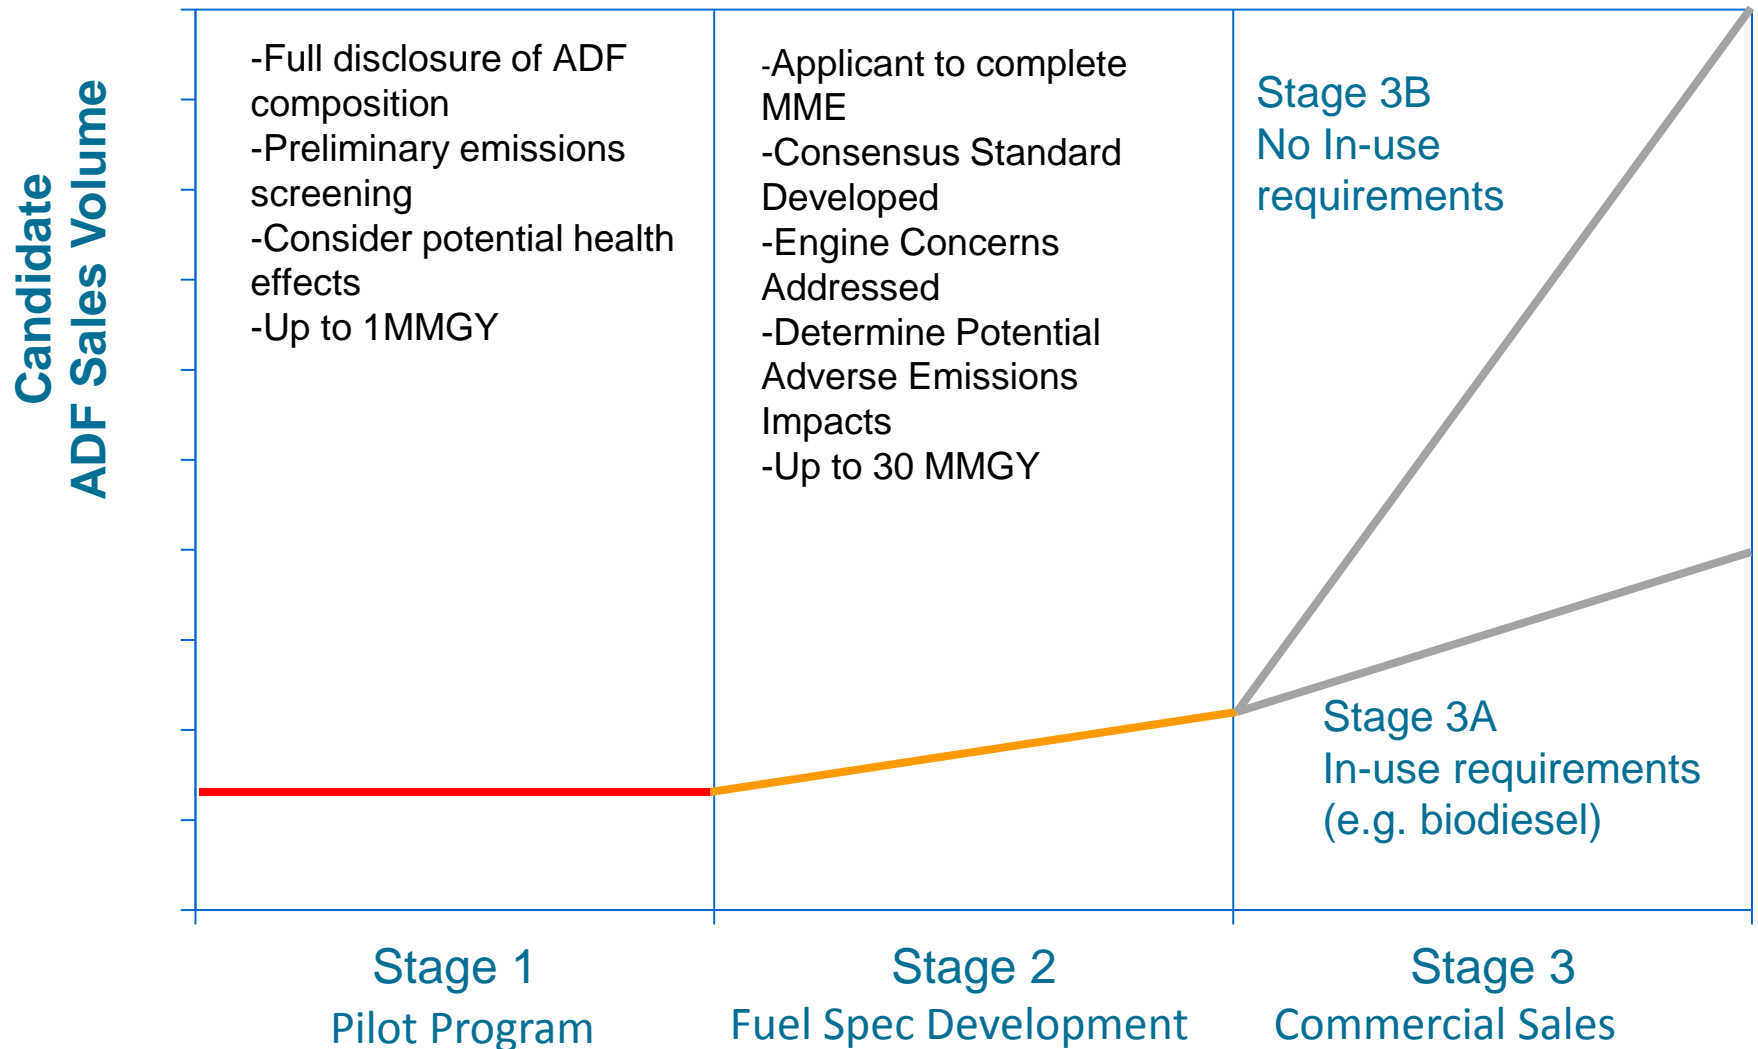 Candidate
ADF Sales Volume
-Full disclosure of ADF
composition
-Preliminary emissions
screening
-Consider potential health
effects
-Up to 1MMGY
-Applicant to complete
MME
-Consensus Standard
Developed
-Engine Concerns
Addressed
-Determine Potential
Adverse Emissions
Impacts
-Up to 30 MMGY
Stage 3B
No In-use
requirements
Stage 3A
In-use requirements
(e.g. biodiesel)
Stage 1
Pilot Program
Stage 2
Fuel Spec Development
Stage 3
Commercial Sales